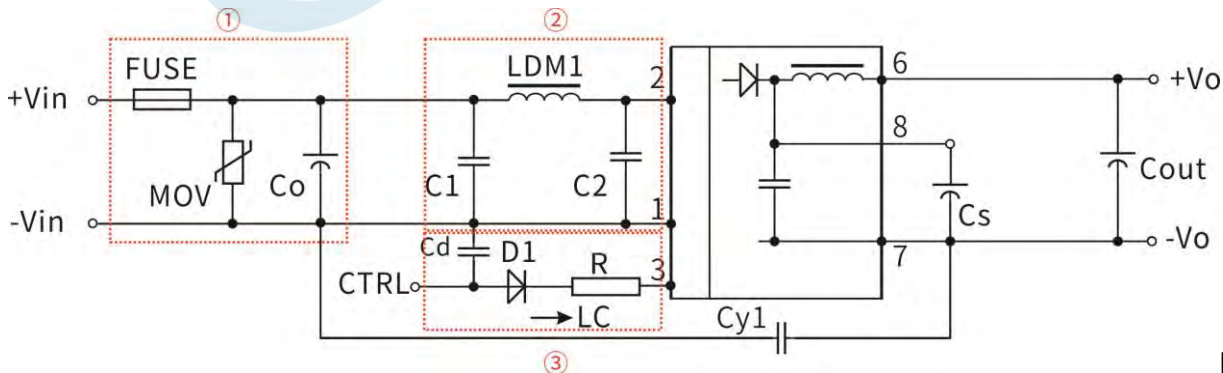 ① ②
FUSE LDM1 2 6
+Vin +Vo
8
MOV Co C1 C2 Cout
1 Cs
-Vin -Vo
Cd D1 R 3 7
CTRL
LC Cy1
③